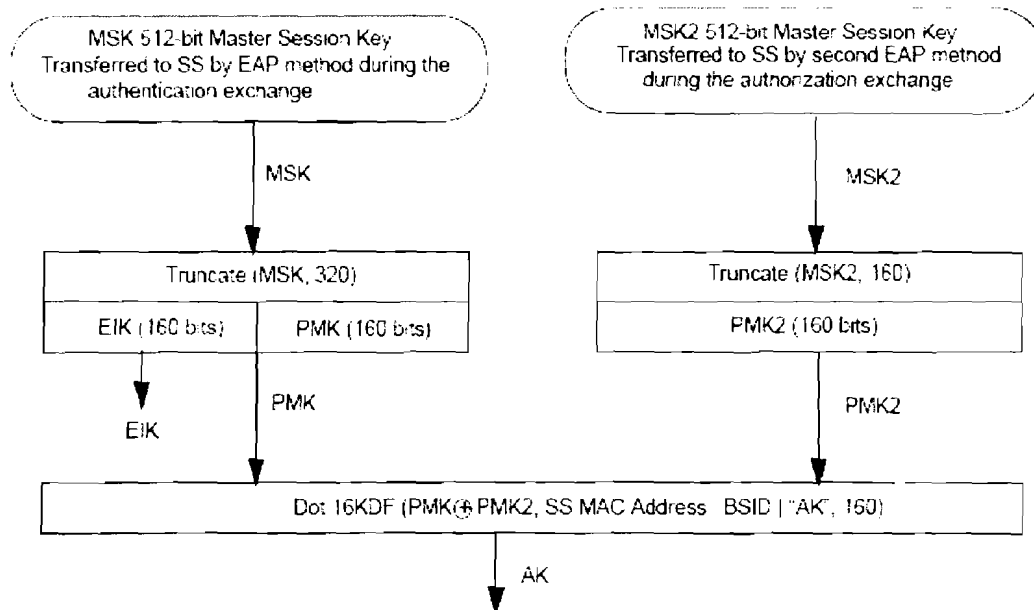 MSK 512-bit Master Session Key
Transferred to SS by EAP method during the
authentication exchange
MSK2 512-bit Master Session Key
Transferred to SS by second EAP method
during the authorization exchange
MSK
MSK2
Truncate (MSK, 320)
EIK (160 bits)
PMK (160 bits)
Truncate (MSK2, 160)
PMK2 (160 bits)
EIK
PMK
PMK2
Dot 16KDF (PMK⊕ PMK2, SS MAC Address BSID | "AK", 160)
AK